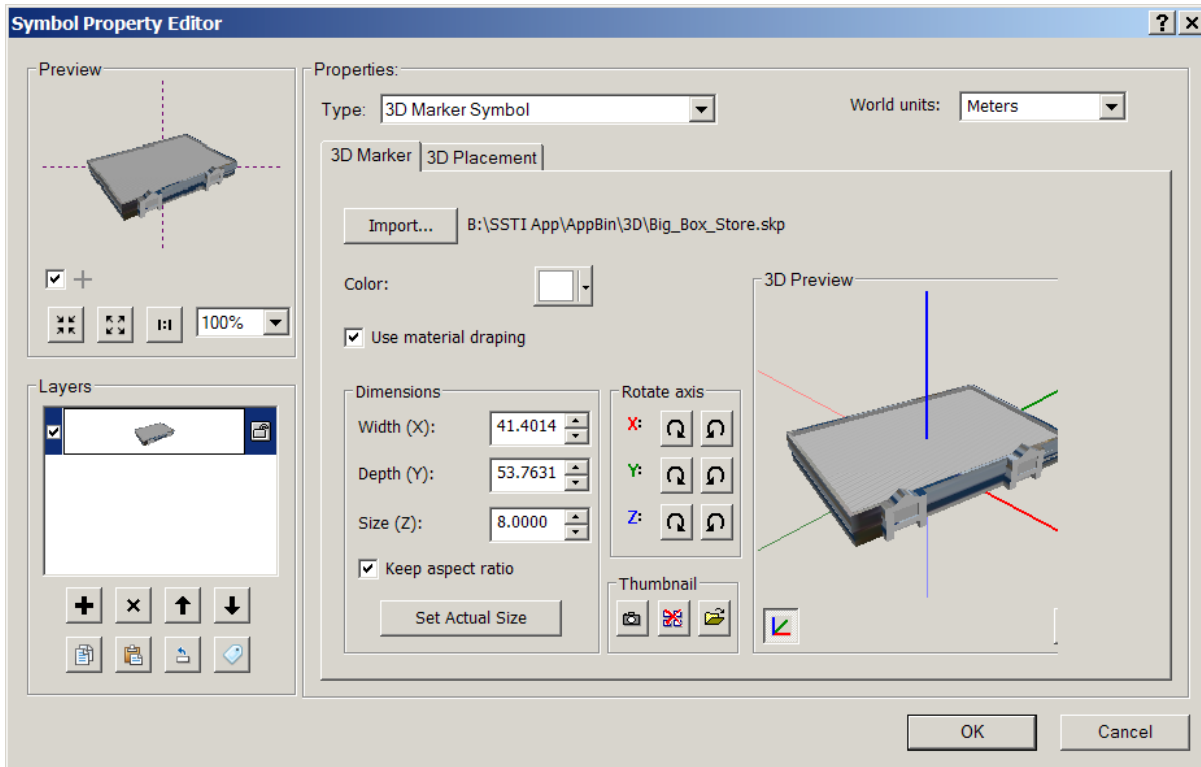 Symbol Property Editor
Preview
1:1
100%
Layers
Properties:
Type: 3D Marker Symbol
World units: Meters
3D Marker 3D Placement
Import... B:\SSTI App\AppBin\3D\Big_Box_Store.skp
Color:
Use material draping
Dimensions
Width (X): 41.4014
Depth (Y): 53.7631
Size (Z): 8.0000
Keep aspect ratio
Set Actual Size
Rotate axis
X:
Y:
Z:
Thumbnail
3D Preview
OK Cancel